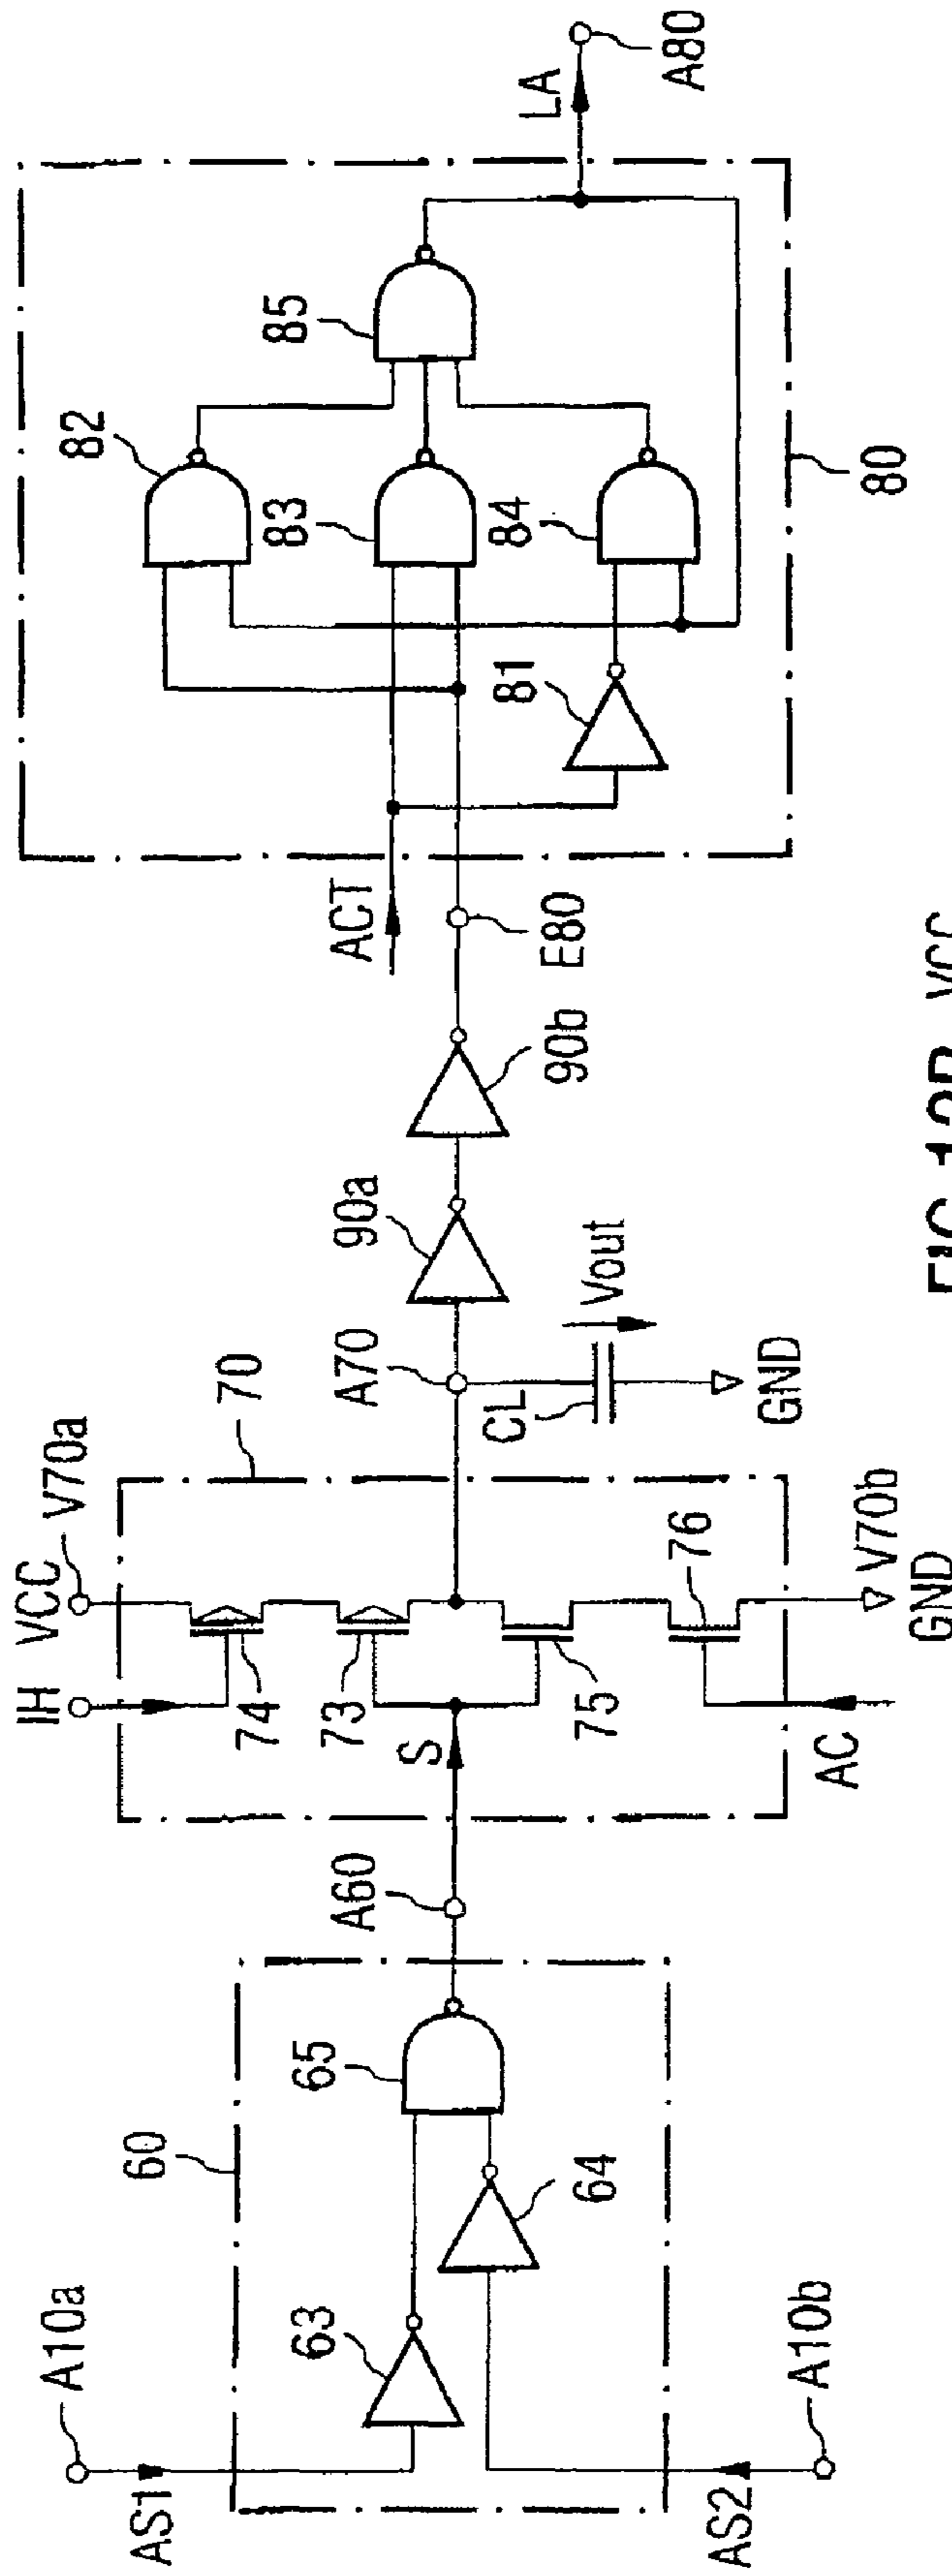 A10a
AS1
60
63
64
65
AS2
A10b
A60
S
IH
VCC
V70a
70
74
73
75
76
AC
V70b
GND
A70
CL
Vout
GND
90a
90b
ACT
E80
81
82
83
84
85
80
LA
A80